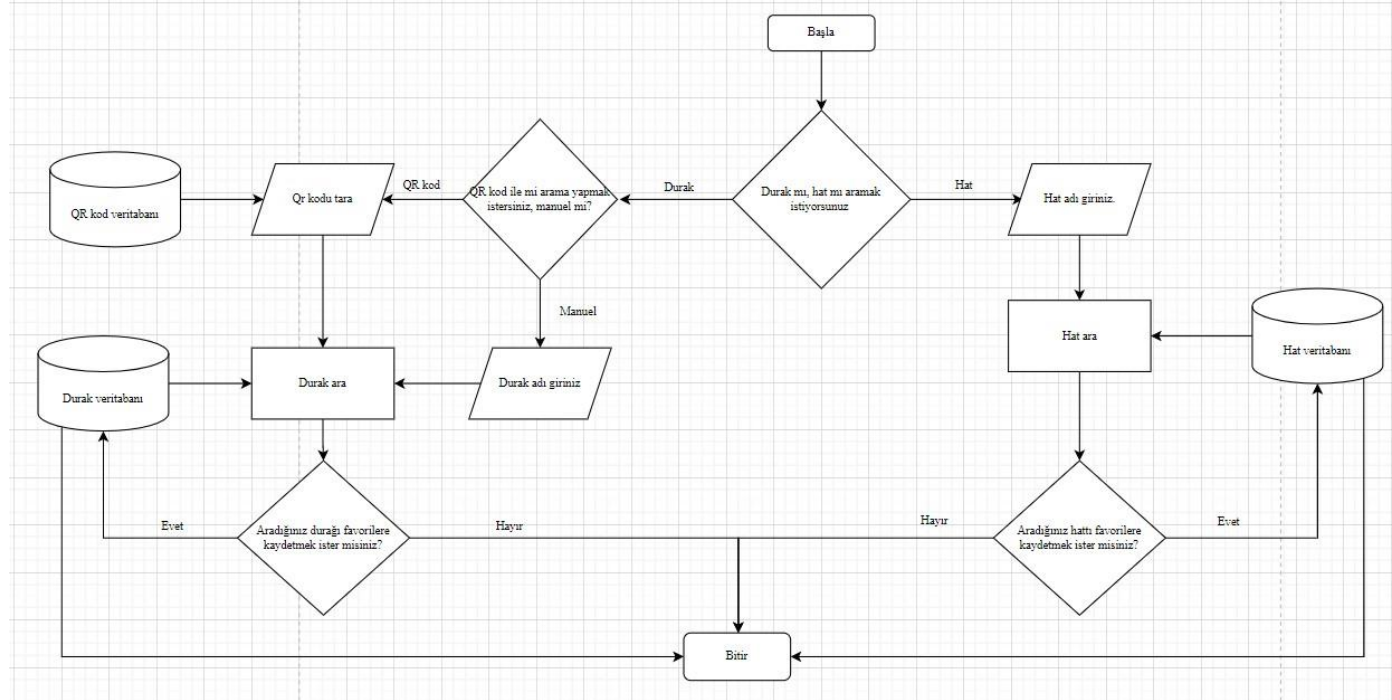 Başla
QR kod veritabanı
Qr kodu tara
QR kod
QR kod ile mi arama yapmak
istersiniz, manuel mi?
Durak
Durak mı, hat mı aramak
istiyorsunuz
Hat
Hat adı giriniz.
Manuel
Hat ara
Hat veritabanı
Durak veritabanı
Durak ara
Durak adı giriniz
Evet
Aradığınız durağı favorilere
kaydetmek ister misiniz?
Hayır
Hayır
Aradığınız hattı favorilere
kaydetmek ister misiniz?
Evet
Bitir